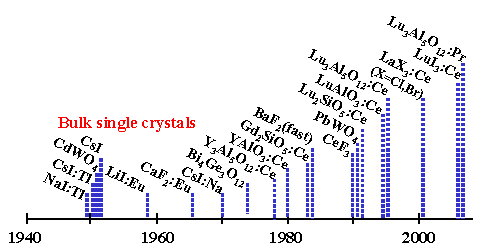 Bulk single crystals
NaI:Tl
CsI:Tl
CdWO4
CsI
LiI:Eu
CaF2:Eu
CsI:Na
Bi4Ge3O12
Y3Al5O12:Ce
YAlO3:Ce
Gd2SiO5:Ce
BaF2(fast)
CeF3
PbWO4
Lu2SiO5:Ce
LuAlO3:Ce
Lu3Al5O12:Ce
LaX3:Ce
(X=Cl,Br)
LuI3:Ce
Lu3Al5O12:Pr
1940 1960 1980 2000